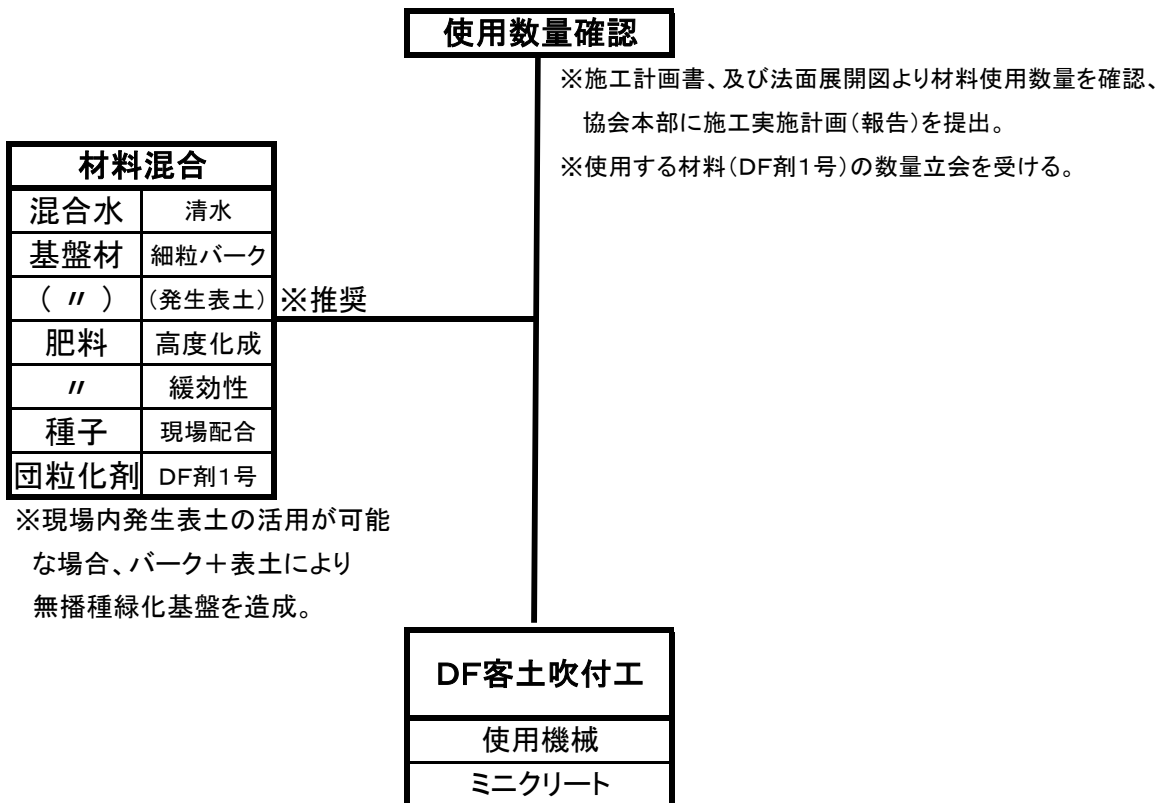 使用数量確認
※施工計画書、及び法面展開図より材料使用数量を確認、
協会本部に施工実施計画(報告)を提出。
※使用する材料(DF剤1号)の数量立会を受ける。
材料混合
混合水 清水
基盤材 細粒バーク
( 〃 ) (発生表土) ※推奨
肥料 高度化成
〃 緩効性
種子 現場配合
団粒化剤 DF剤1号
※現場内発生表土の活用が可能
な場合、バーク+表土により
無播種緑化基盤を造成。
DF客土吹付工
使用機械
ミニクリート